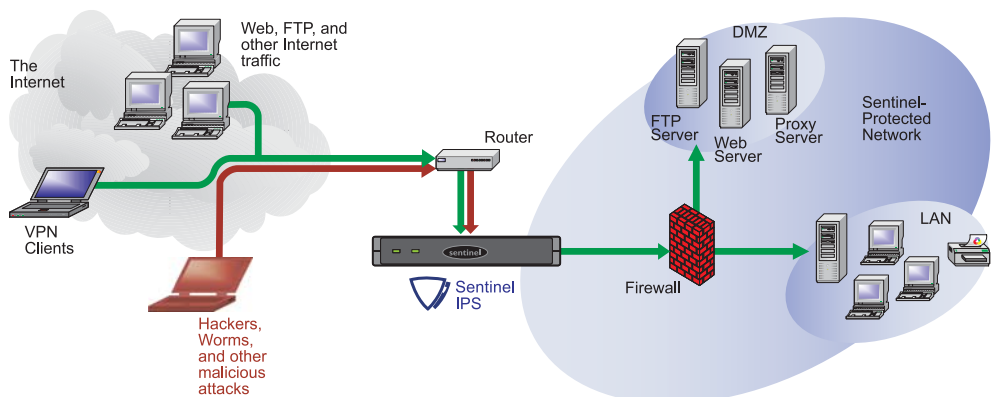 The
Internet
Web, FTP, and
other Internet
traffic
VPN
Clients
Hackers,
Worms,
and other
malicious
attacks
Router
sentinel
Sentinel
IPS
Firewall
DMZ
FTP
Server
Web
Server
Proxy
Server
Sentinel-
Protected
Network
LAN